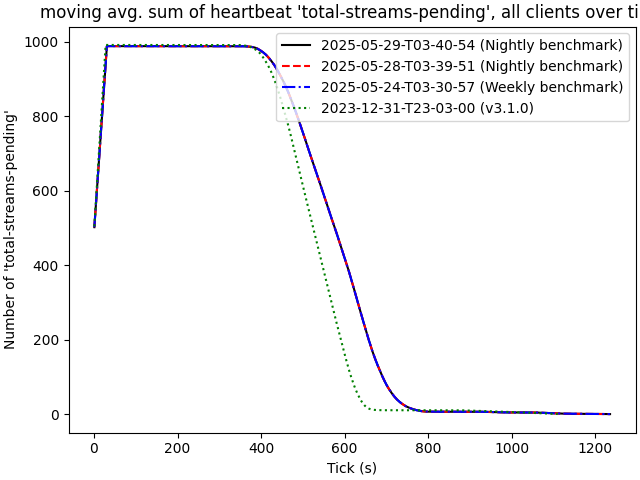 moving avg. sum of heartbeat 'total-streams-pending', all clients over ti
2025-05-29-T03-40-54 (Nightly benchmark)
2025-05-28-T03-39-51 (Nightly benchmark)
2025-05-24-T03-30-57 (Weekly benchmark)
2023-12-31-T23-03-00 (v3.1.0)
Number of 'total-streams-pending'
1000
800
600
400
200
0
0 200 400 600 800 1000 1200
Tick (s)